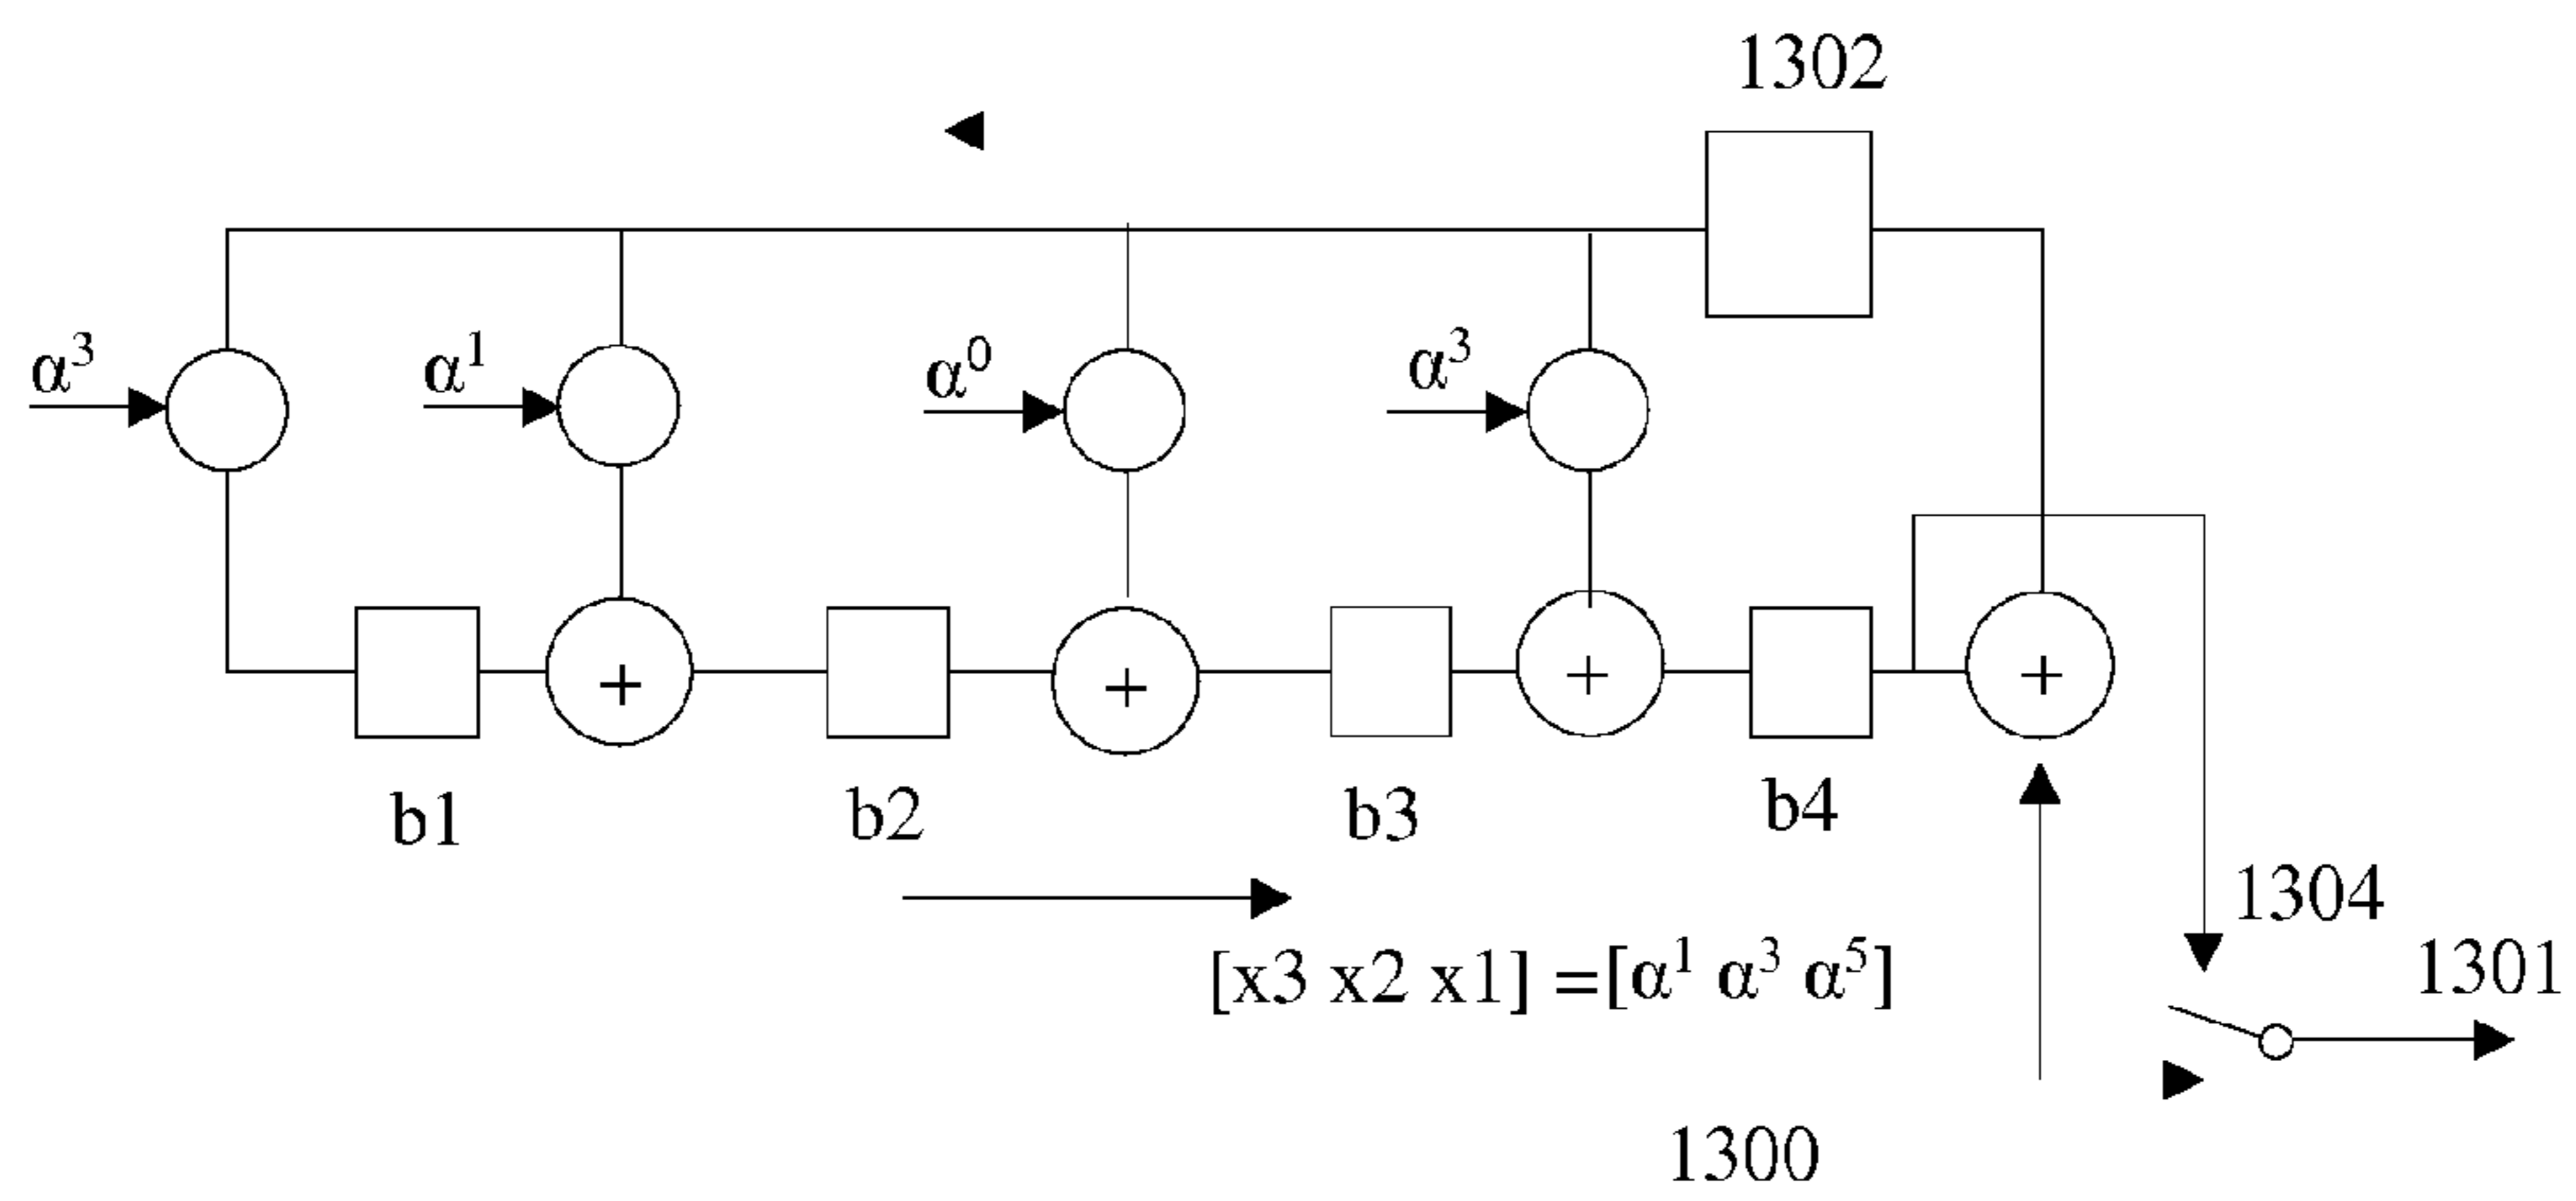 1302
α³ α¹ α⁰ α³
+ + + +
b1 b2 b3 b4
1304
[x3 x2 x1] =[α¹ α³ α⁵]
1301
1300